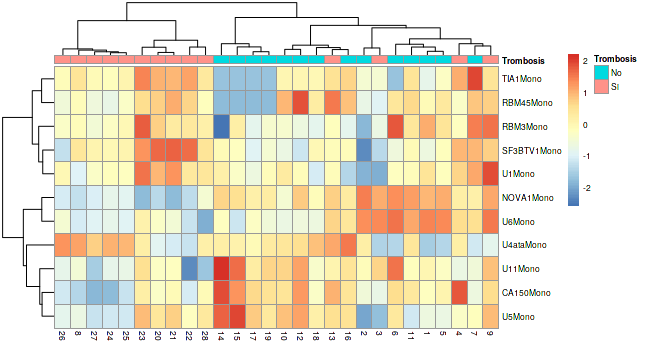 Trombosis
TIA1Mono
RBM45Mono
RBM3Mono
SF3BTV1Mono
U1Mono
NOVA1Mono
U6Mono
U4ataMono
U11Mono
CA150Mono
U5Mono
26 8 27 24 25 23 20 21 22 28 14 15 17 19 10 12 18 13 16 2 3 6 11 1 5 4 7 9
2
1
0
-1
-2
Trombosis
No
SI